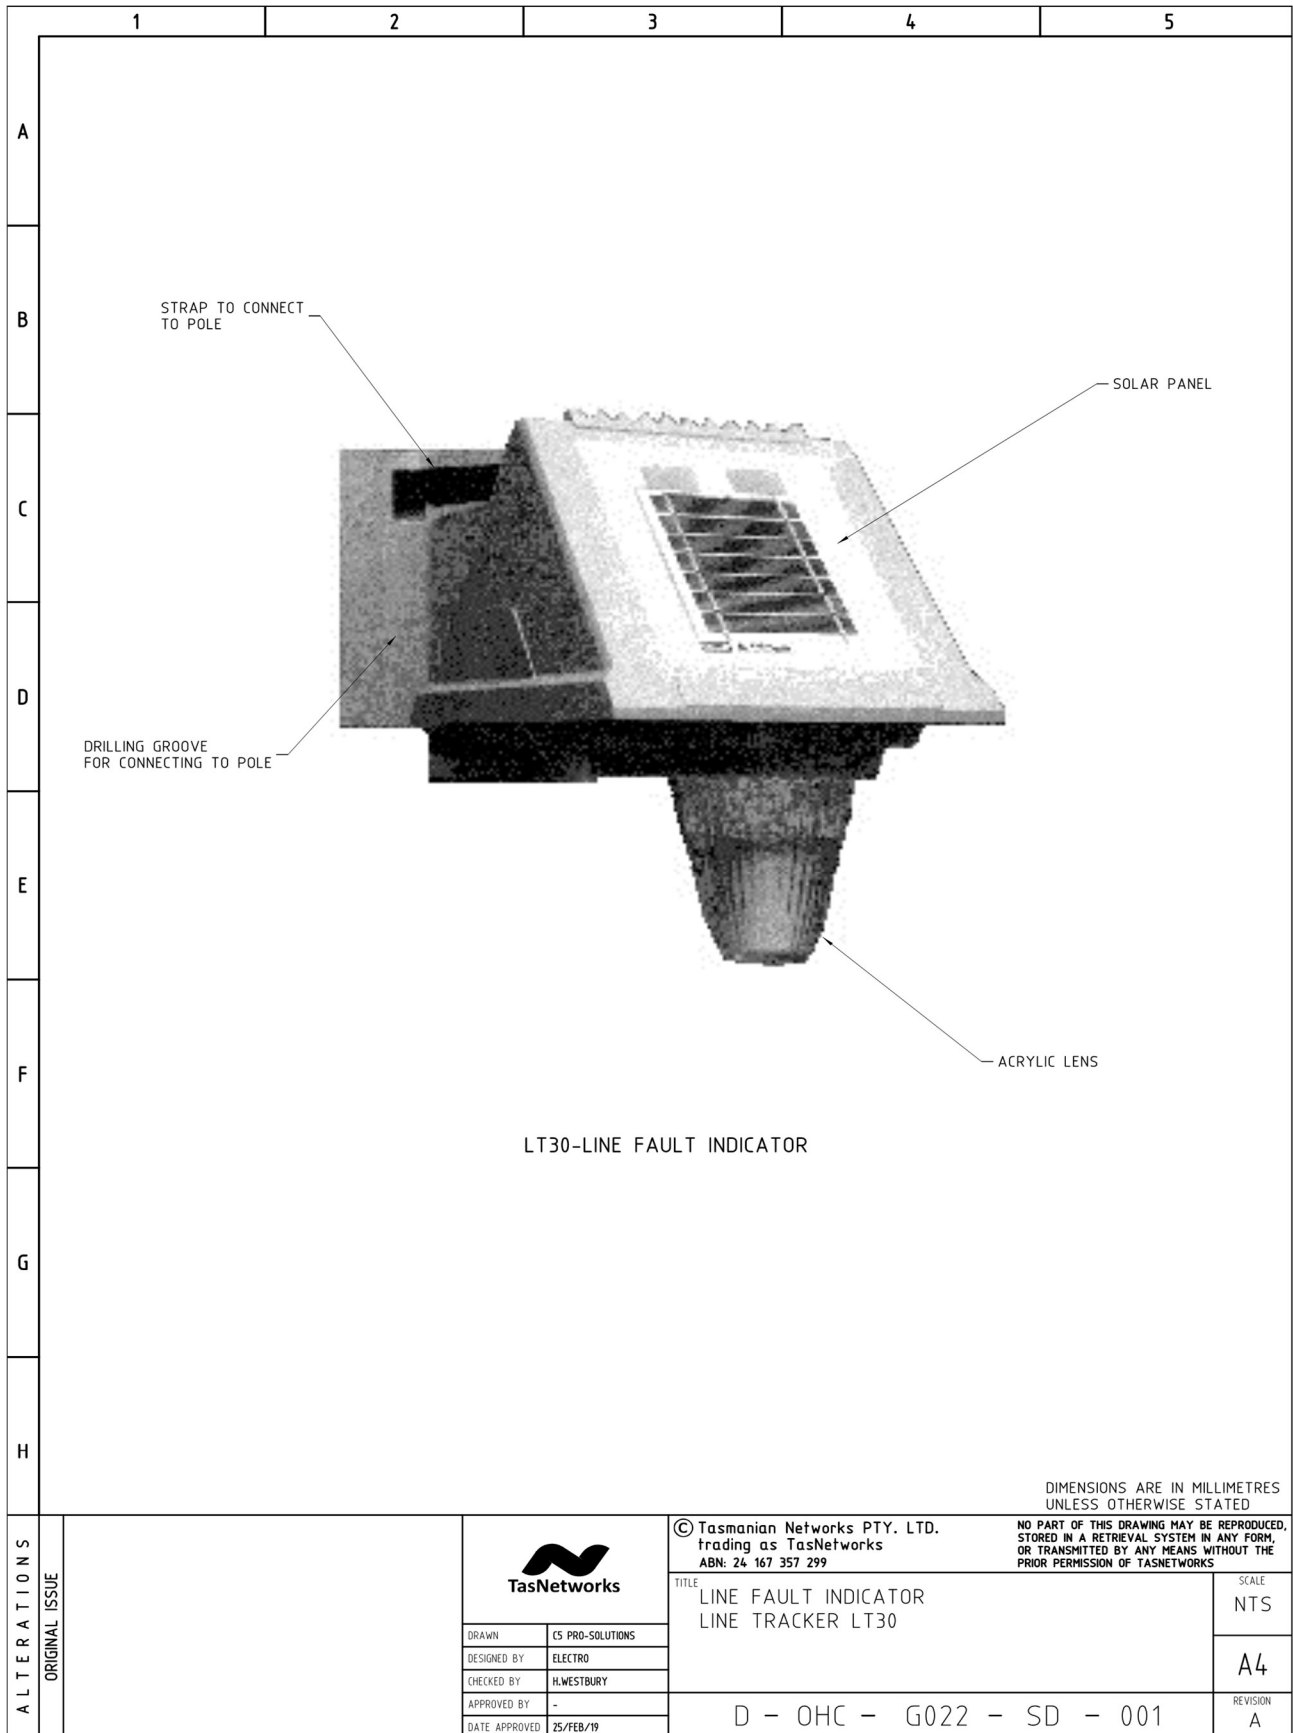 1 2 3 4 5
A
B
C
D
E
F
G
H
STRAP TO CONNECT
TO POLE
SOLAR PANEL
DRILLING GROOVE
FOR CONNECTING TO POLE
ACRYLIC LENS
LT30-LINE FAULT INDICATOR
DIMENSIONS ARE IN MILLIMETRES
UNLESS OTHERWISE STATED
ALTERATIONS
ORIGINAL ISSUE
TasNetworks
DRAWN C5 PRO-SOLUTIONS
DESIGNED BY ELECTRO
CHECKED BY H.WESTBURY
APPROVED BY -
DATE APPROVED 25/FEB/19
© Tasmanian Networks PTY. LTD.
trading as TasNetworks
ABN: 24 167 357 299
NO PART OF THIS DRAWING MAY BE REPRODUCED,
STORED IN A RETRIEVAL SYSTEM IN ANY FORM,
OR TRANSMITTED BY ANY MEANS WITHOUT THE
PRIOR PERMISSION OF TASNETWORKS
TITLE
LINE FAULT INDICATOR
LINE TRACKER LT30
SCALE
NTS
A4
REVISION
A
D - OHC - G022 - SD - 001